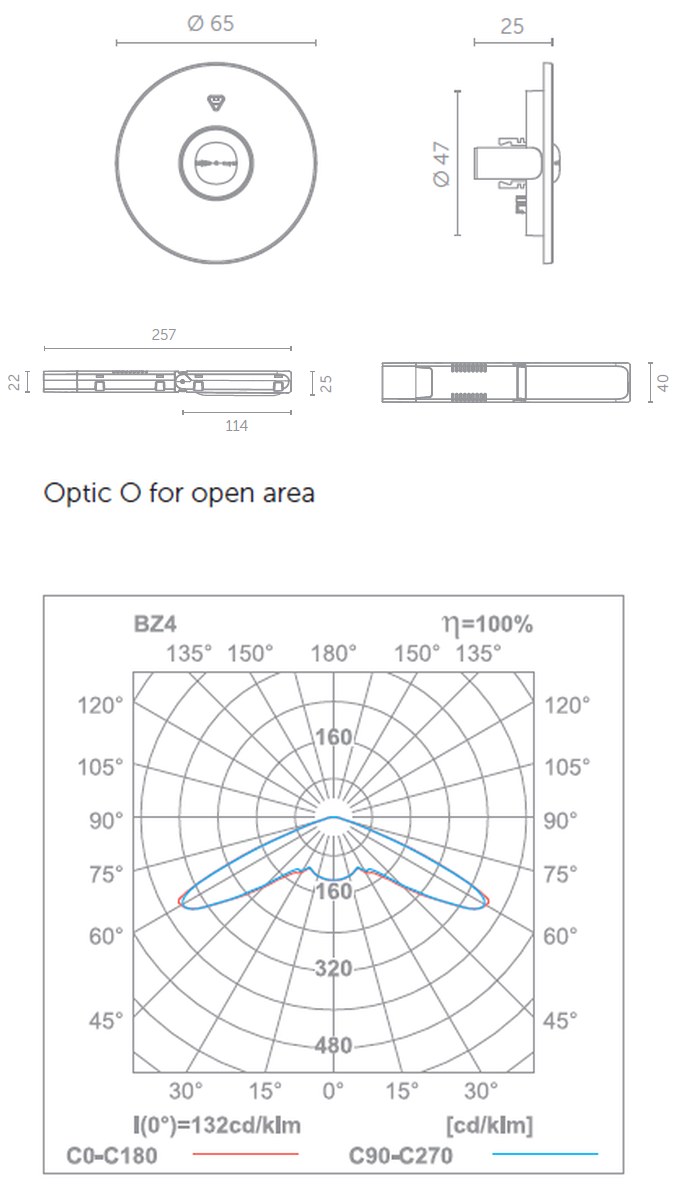 Ø 65
25
Ø 47
257
22
25
114
40
Optic O for open area
BZ4 η=100%
135° 150° 180° 150° 135°
120° 120°
160
105° 105°
90° 90°
75° 75°
160
60° 60°
320
45° 45°
480
30° 15° 0° 15° 30°
I(0°)=132cd/klm [cd/klm]
C0-C180 C90-C270